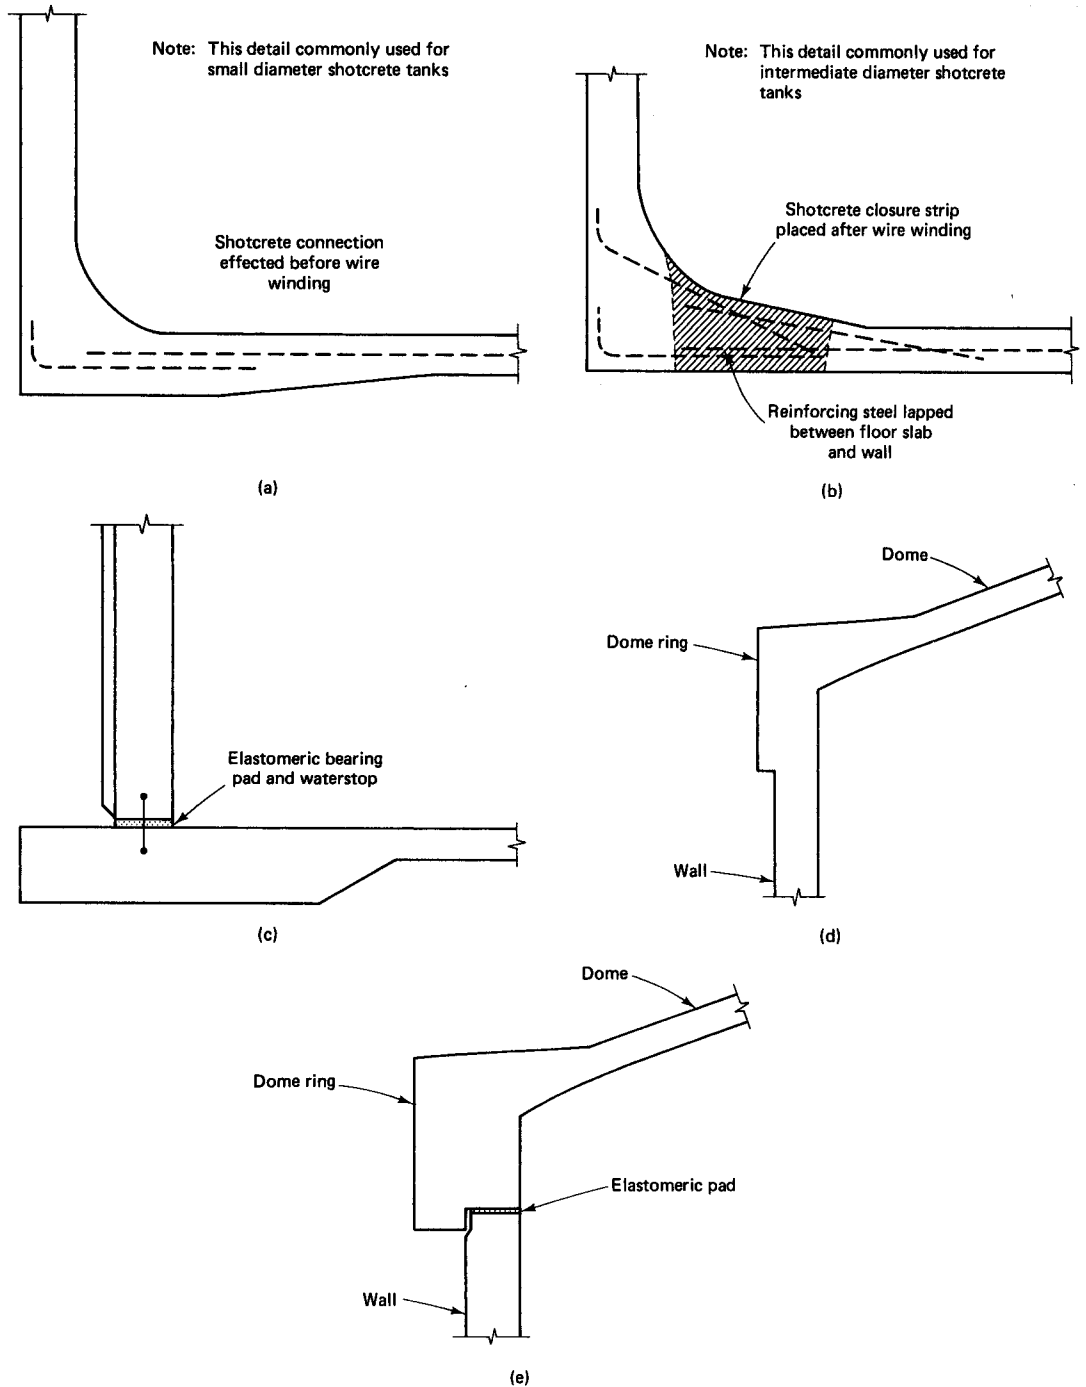 Note: This detail commonly used for
small diameter shotcrete tanks
Shotcrete connection
effected before wire
winding
(a)
Note: This detail commonly used for
intermediate diameter shotcrete
tanks
Shotcrete closure strip
placed after wire winding
Reinforcing steel lapped
between floor slab
and wall
(b)
Elastomeric bearing
pad and waterstop
(c)
Dome
Dome ring
Wall
(d)
Dome
Dome ring
Elastomeric pad
Wall
(e)